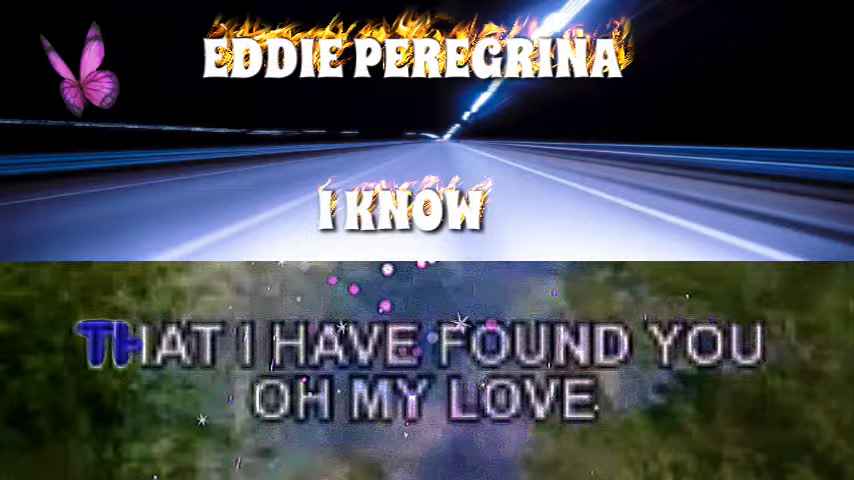 EDDIE PEREGRINA
I KNOW
THAT I HAVE FOUND YOU
OH MY LOVE